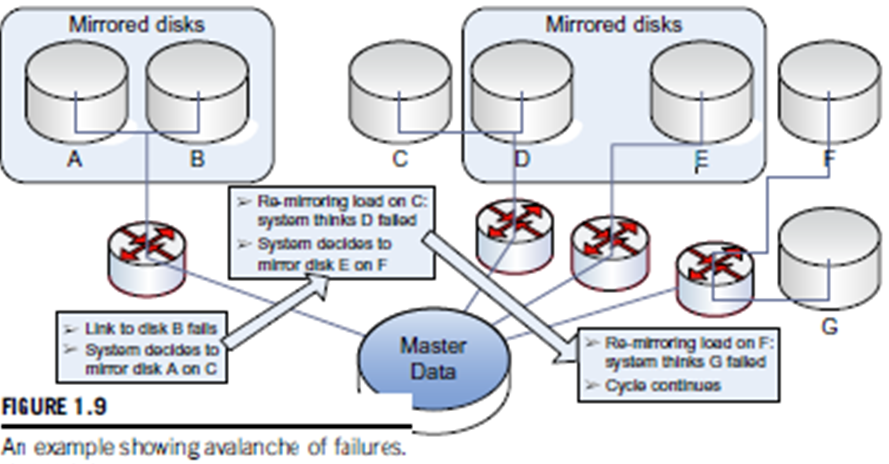 Mirrored disks
Mirrored disks
A
B
C
D
E
F
G
➢ Re-mirroring load on C:
system thinks D failed
➢ System decides to
mirror disk E on F
➢ Link to disk B fails
➢ System decides to
mirror disk A on C
Master
Data
➢ Re-mirroring load on F:
system thinks G failed
➢ Cycle continues
FIGURE 1.9
An example showing avalanche of failures.